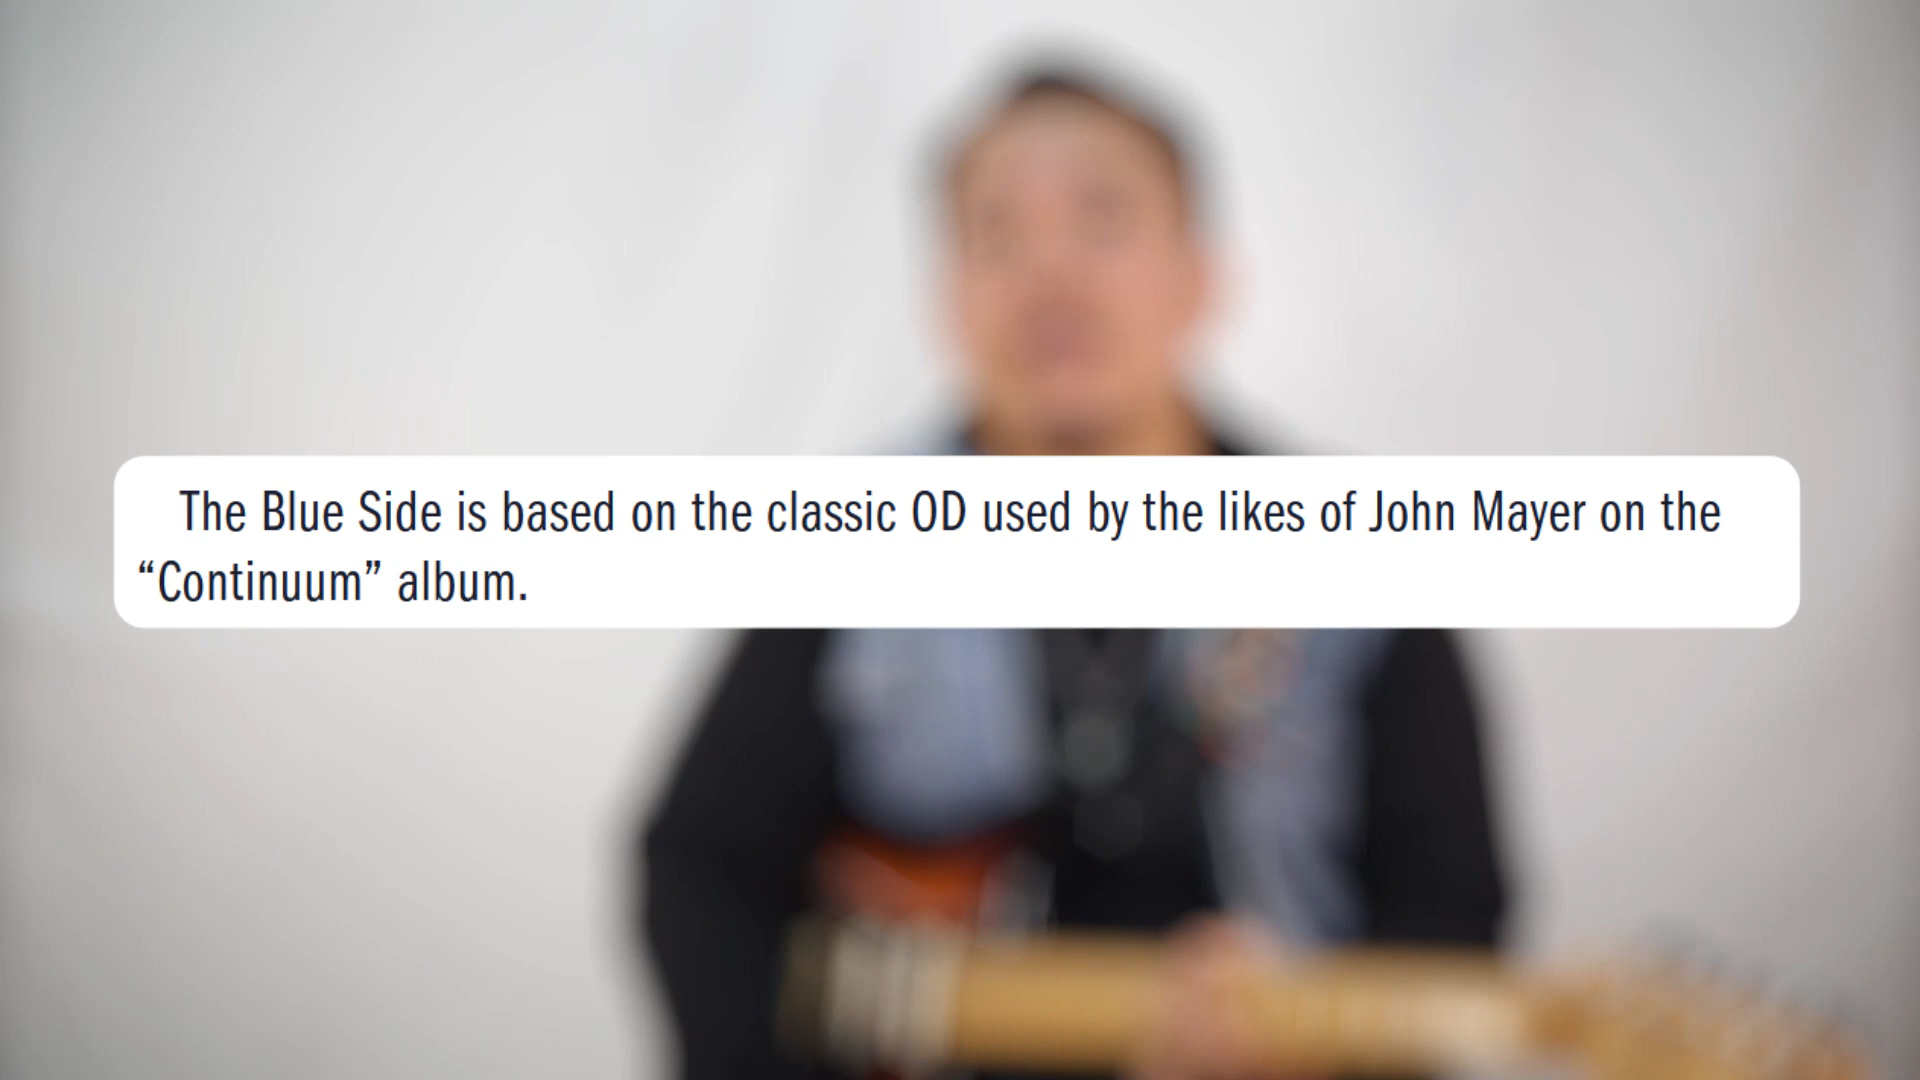 The Blue Side is based on the classic OD used by the likes of John Mayer on the
“Continuum” album.